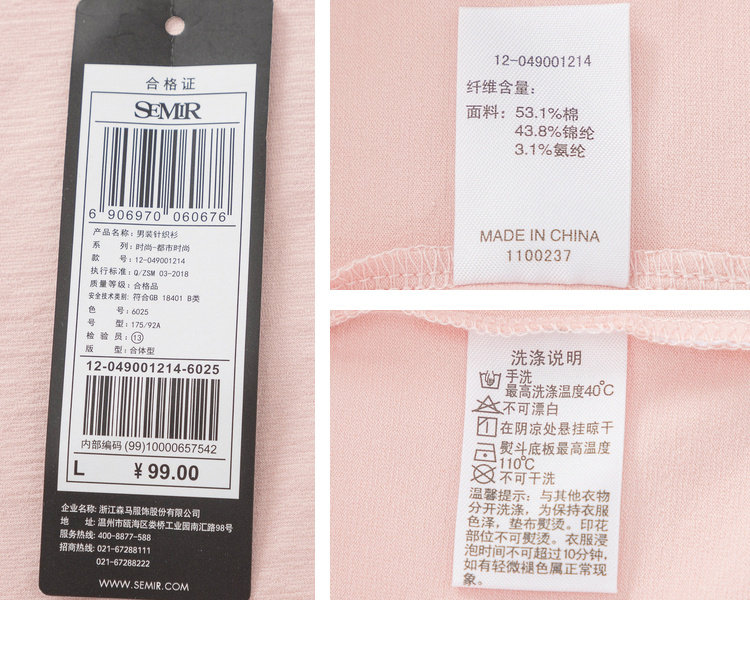 合格证
SEMIR
6 906970 060676
产品名称: 男装针织衫
系 列: 时尚-都市时尚
款 号: 12-049001214
执行标准: Q/ZSM 03-2018
质量等级: 合格品
安全技术类别: 符合GB 18401 B类
色 号: 6025
号 型: 175/92A
检 验 员: 13
版 型: 合体型
12-049001214-6025
内部编码 (99)10000657542
L ¥ 99.00
企业名称: 浙江森马服饰股份有限公司
地 址: 温州市瓯海区娄桥工业园南汇路98号
服务热线: 400-8877-588
招商热线: 021-67288111
021-67288222
WWW.SEMIR.COM
12-049001214
纤维含量:
面料: 53.1%棉
43.8%锦纶
3.1%氨纶
MADE IN CHINA
1100237
洗涤说明
手洗
最高洗涤温度40℃
不可漂白
在阴凉处悬挂晾干
熨斗底板最高温度
110℃
不可干洗
温馨提示: 与其他衣物
分开洗涤, 为保持衣服
色泽, 垫布熨烫。印花
部位不可熨烫。衣服浸
泡时间不可超过10分钟,
如有轻微褪色属正常现
象。